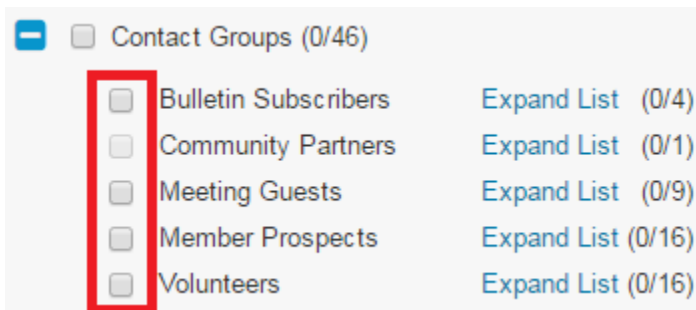 Contact Groups (0/46)
Bulletin Subscribers Expand List (0/4)
Community Partners Expand List (0/1)
Meeting Guests Expand List (0/9)
Member Prospects Expand List (0/16)
Volunteers Expand List (0/16)